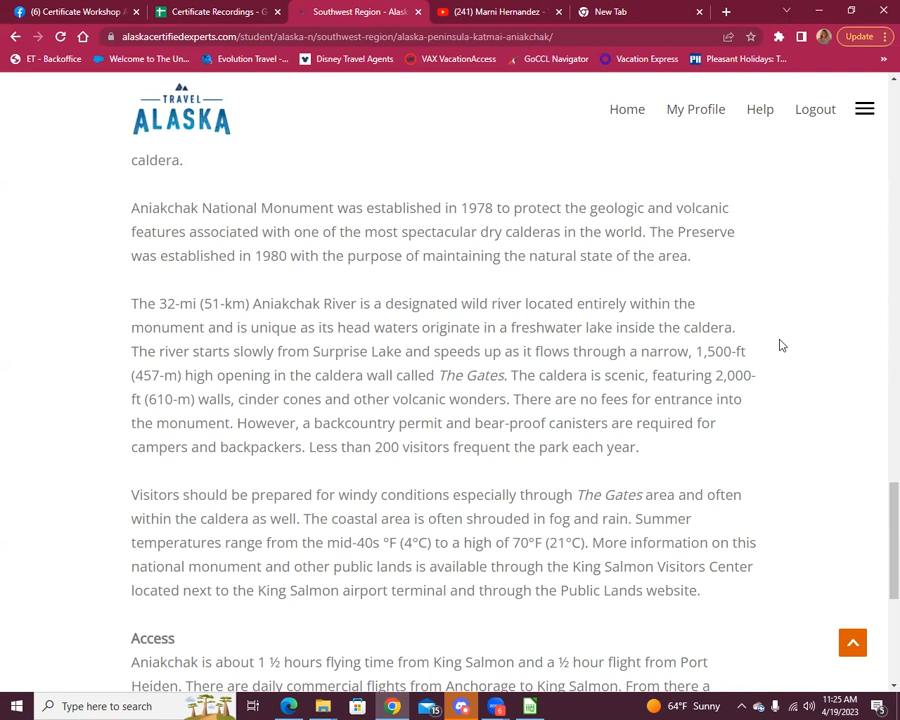 (6) Certificate Workshop
Certificate Recordings - G
Southwest Region - Alask
(241) Marni Hernandez -
New Tab
alaskacertifiedexperts.com/student/alaska-n/southwest-region/alaska-peninsula-katmai-aniakchak/
Update
ET - Backoffice
Welcome to The Un...
Evolution Travel -...
Disney Travel Agents
VAX VacationAccess
GoCCL Navigator
Vacation Express
Pleasant Holidays: T...
TRAVEL
ALASKA
Home
My Profile
Help
Logout
caldera.
Aniakchak National Monument was established in 1978 to protect the geologic and volcanic
features associated with one of the most spectacular dry calderas in the world. The Preserve
was established in 1980 with the purpose of maintaining the natural state of the area.
The 32-mi (51-km) Aniakchak River is a designated wild river located entirely within the
monument and is unique as its head waters originate in a freshwater lake inside the caldera.
The river starts slowly from Surprise Lake and speeds up as it flows through a narrow, 1,500-ft
(457-m) high opening in the caldera wall called The Gates. The caldera is scenic, featuring 2,000-
ft (610-m) walls, cinder cones and other volcanic wonders. There are no fees for entrance into
the monument. However, a backcountry permit and bear-proof canisters are required for
campers and backpackers. Less than 200 visitors frequent the park each year.
Visitors should be prepared for windy conditions especially through The Gates area and often
within the caldera as well. The coastal area is often shrouded in fog and rain. Summer
temperatures range from the mid-40s °F (4°C) to a high of 70°F (21°C). More information on this
national monument and other public lands is available through the King Salmon Visitors Center
located next to the King Salmon airport terminal and through the Public Lands website.
Access
Aniakchak is about 1 ½ hours flying time from King Salmon and a ½ hour flight from Port
Heiden. There are daily commercial flights from Anchorage to King Salmon. From there a
Type here to search
15
6
64°F Sunny
11:25 AM
4/19/2023
5